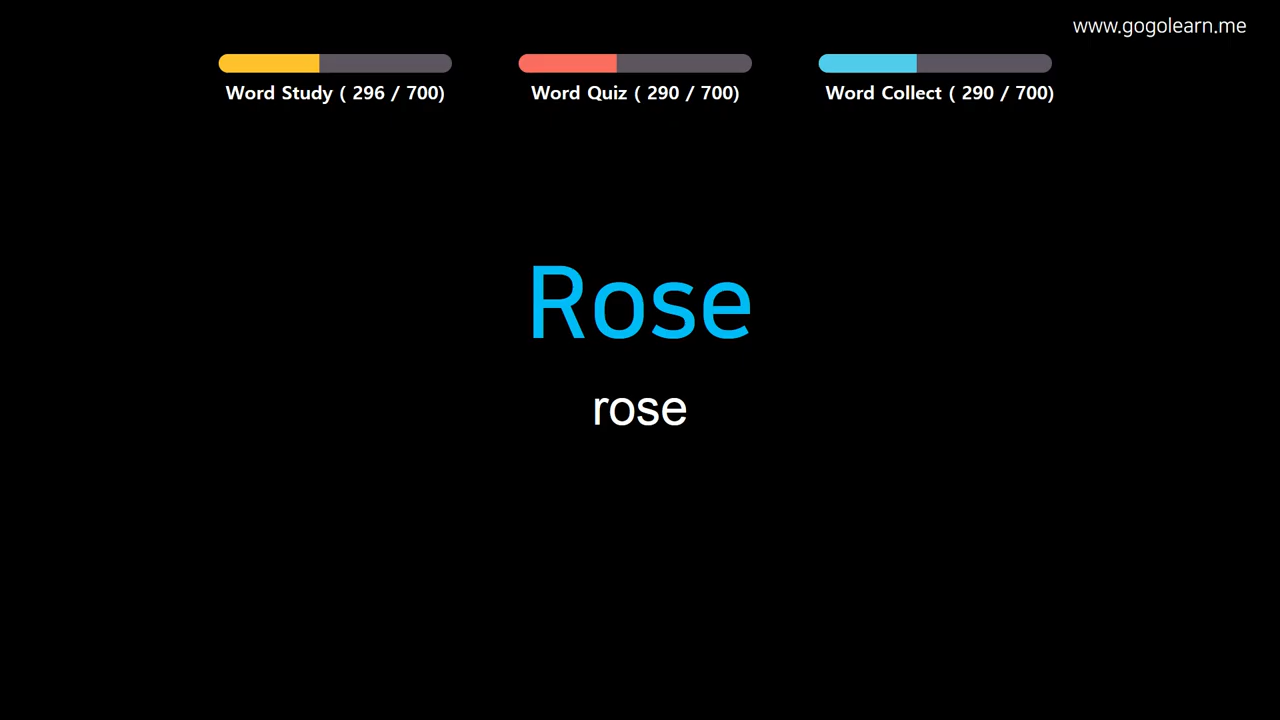 www.gogolearn.me
Word Study ( 296 / 700)
Word Quiz ( 290 / 700)
Word Collect ( 290 / 700)
Rose
rose